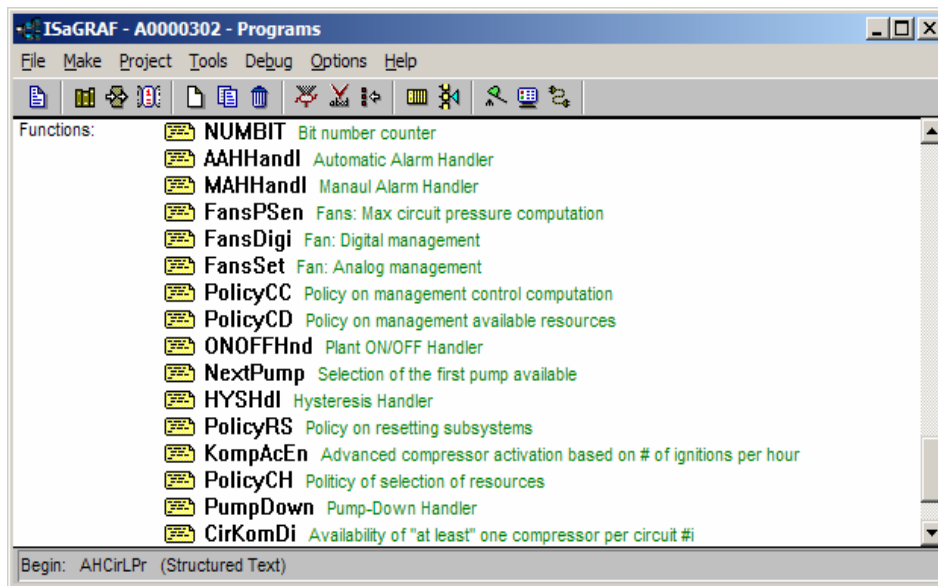 ISaGRAF - A0000302 - Programs
File Make Project Tools Debug Options Help
Functions: NUMBIT Bit number counter
AAHHandl Automatic Alarm Handler
MAHHandl Manaul Alarm Handler
FansPSen Fans: Max circuit pressure computation
FansDigi Fan: Digital management
FansSet Fan: Analog management
PolicyCC Policy on management control computation
PolicyCD Policy on management available resources
ONOFFHnd Plant ON/OFF Handler
NextPump Selection of the first pump available
HYSHdl Hysteresis Handler
PolicyRS Policy on resetting subsystems
KompAcEn Advanced compressor activation based on # of ignitions per hour
PolicyCH Politicy of selection of resources
PumpDown Pump-Down Handler
CirKomDi Availability of "at least" one compressor per circuit #i
Begin: AHCirLPr (Structured Text)